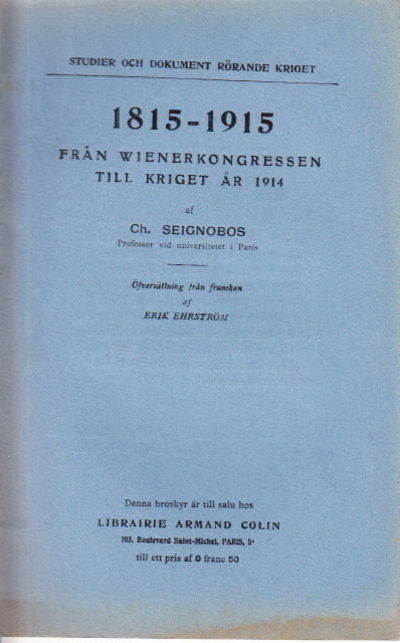 STUDIER OCH DOKUMENT RÖRANDE KRIGET
1815-1915
FRÅN WIENERKONGRESSEN
TILL KRIGET ÅR 1914
af
Ch. SEIGNOBOS
Professor vid universitetet i Paris
Öfversättning från franskan
af
ERIK EHRSTRÖM
Denna broskyr är till salu hos
LIBRAIRIE ARMAND COLIN
103, Boulevard Saint-Michel, PARIS, 5e
till ett pris af 0 franc 50